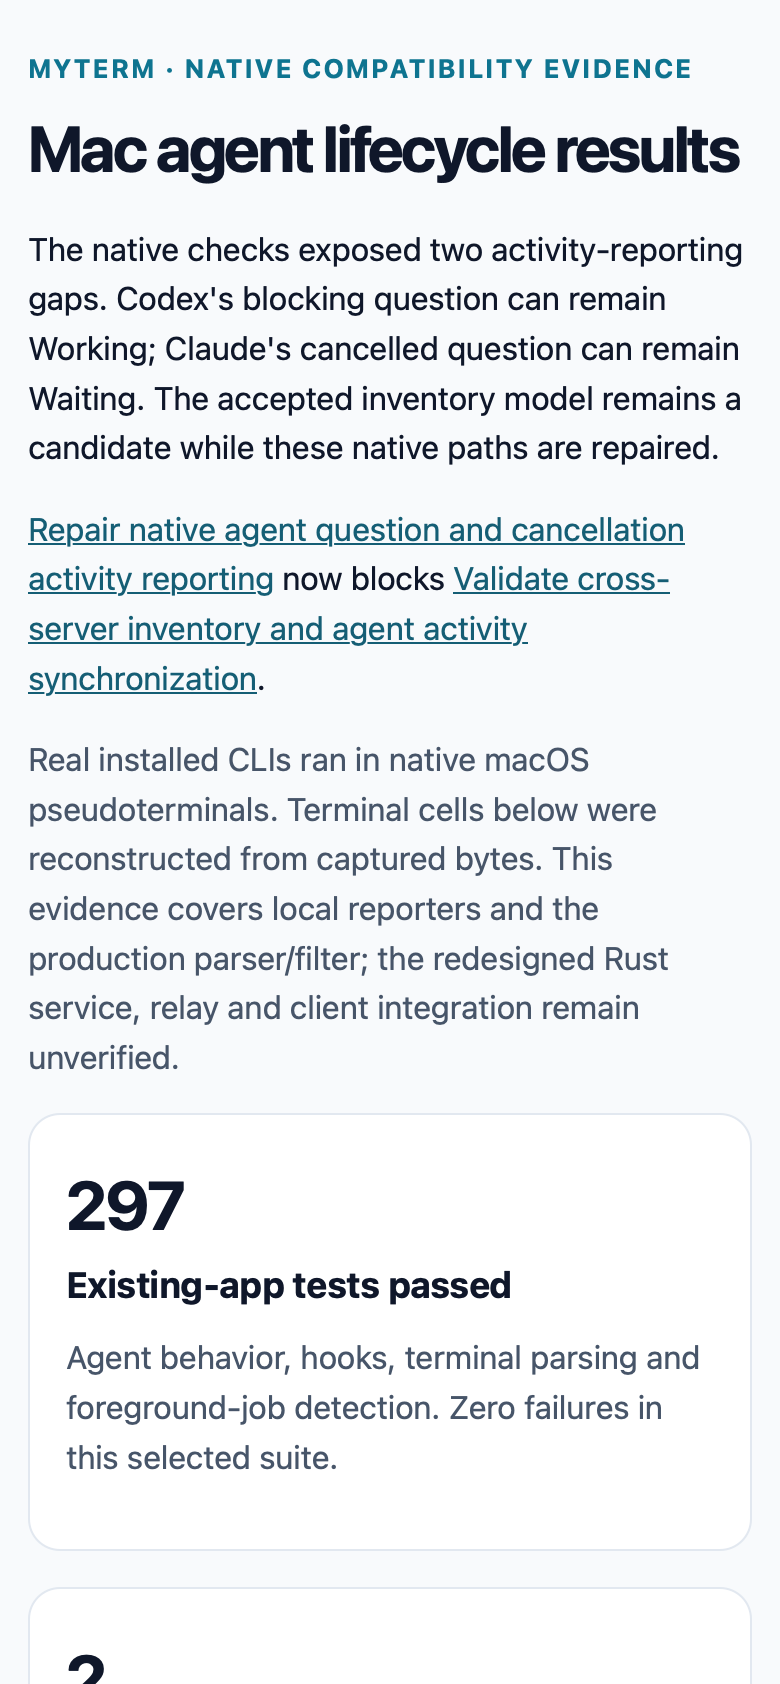 MYTERM · NATIVE COMPATIBILITY EVIDENCE
Mac agent lifecycle results
The native checks exposed two activity-reporting
gaps. Codex's blocking question can remain
Working; Claude's cancelled question can remain
Waiting. The accepted inventory model remains a
candidate while these native paths are repaired.
Repair native agent question and cancellation
activity reporting now blocks Validate cross-
server inventory and agent activity
synchronization.
Real installed CLIs ran in native macOS
pseudoterminals. Terminal cells below were
reconstructed from captured bytes. This
evidence covers local reporters and the
production parser/filter; the redesigned Rust
service, relay and client integration remain
unverified.
297
Existing-app tests passed
Agent behavior, hooks, terminal parsing and
foreground-job detection. Zero failures in
this selected suite.
2